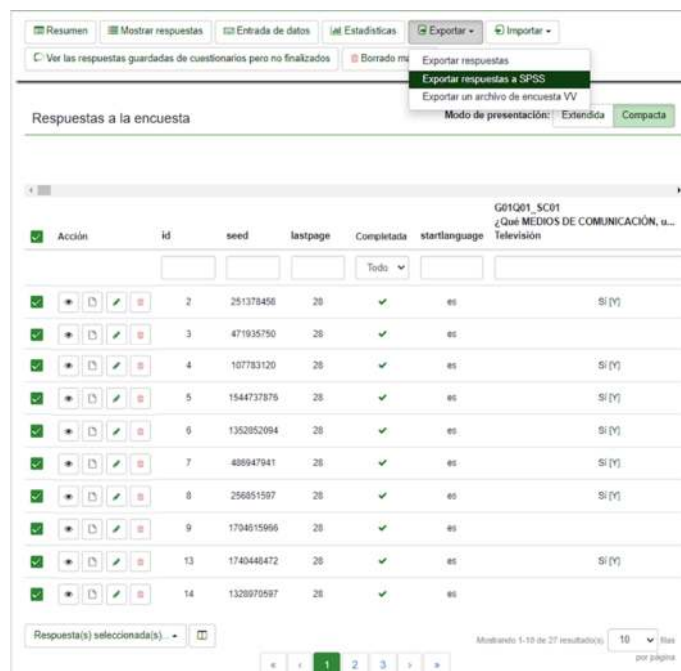 Resumen Mostrar respuestas Entrada de datos Estadísticas Exportar Importar
Ver las respuestas guardadas de cuestionarios pero no finalizados Borrado ma
Exportar respuestas
Exportar respuestas a SPSS
Exportar un archivo de encuesta VV
Respuestas a la encuesta Modo de presentación: Extendida Compacta
G01Q01_SC01
¿Qué MEDIOS DE COMUNICACIÓN, u...
Acción id seed lastpage Completada startlanguage Televisión
Todo
2 251378458 28 es Sí [Y]
3 471935750 28 es
4 107783120 28 es Sí [Y]
5 1544737876 28 es Sí [Y]
6 1352852094 28 es Sí [Y]
7 486947941 28 es Sí [Y]
8 256851597 28 es Sí [Y]
9 1704615966 28 es
13 1740448472 28 es Sí [Y]
14 1328970597 28 es
Respuesta(s) seleccionada(s)... Mostrando 1-10 de 27 resultado(s). 10 filas
por página
« ‹ 1 2 3 › »